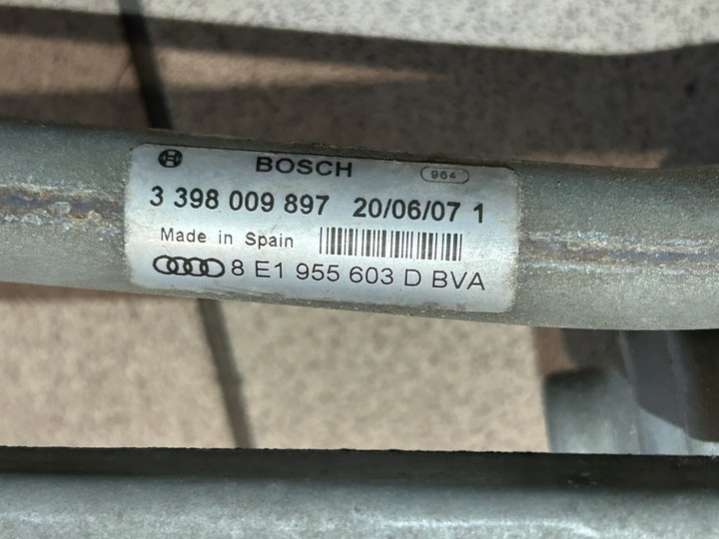 BOSCH 964
3 398 009 897 20/06/07 1
Made in Spain
8 E1 955 603 D BVA